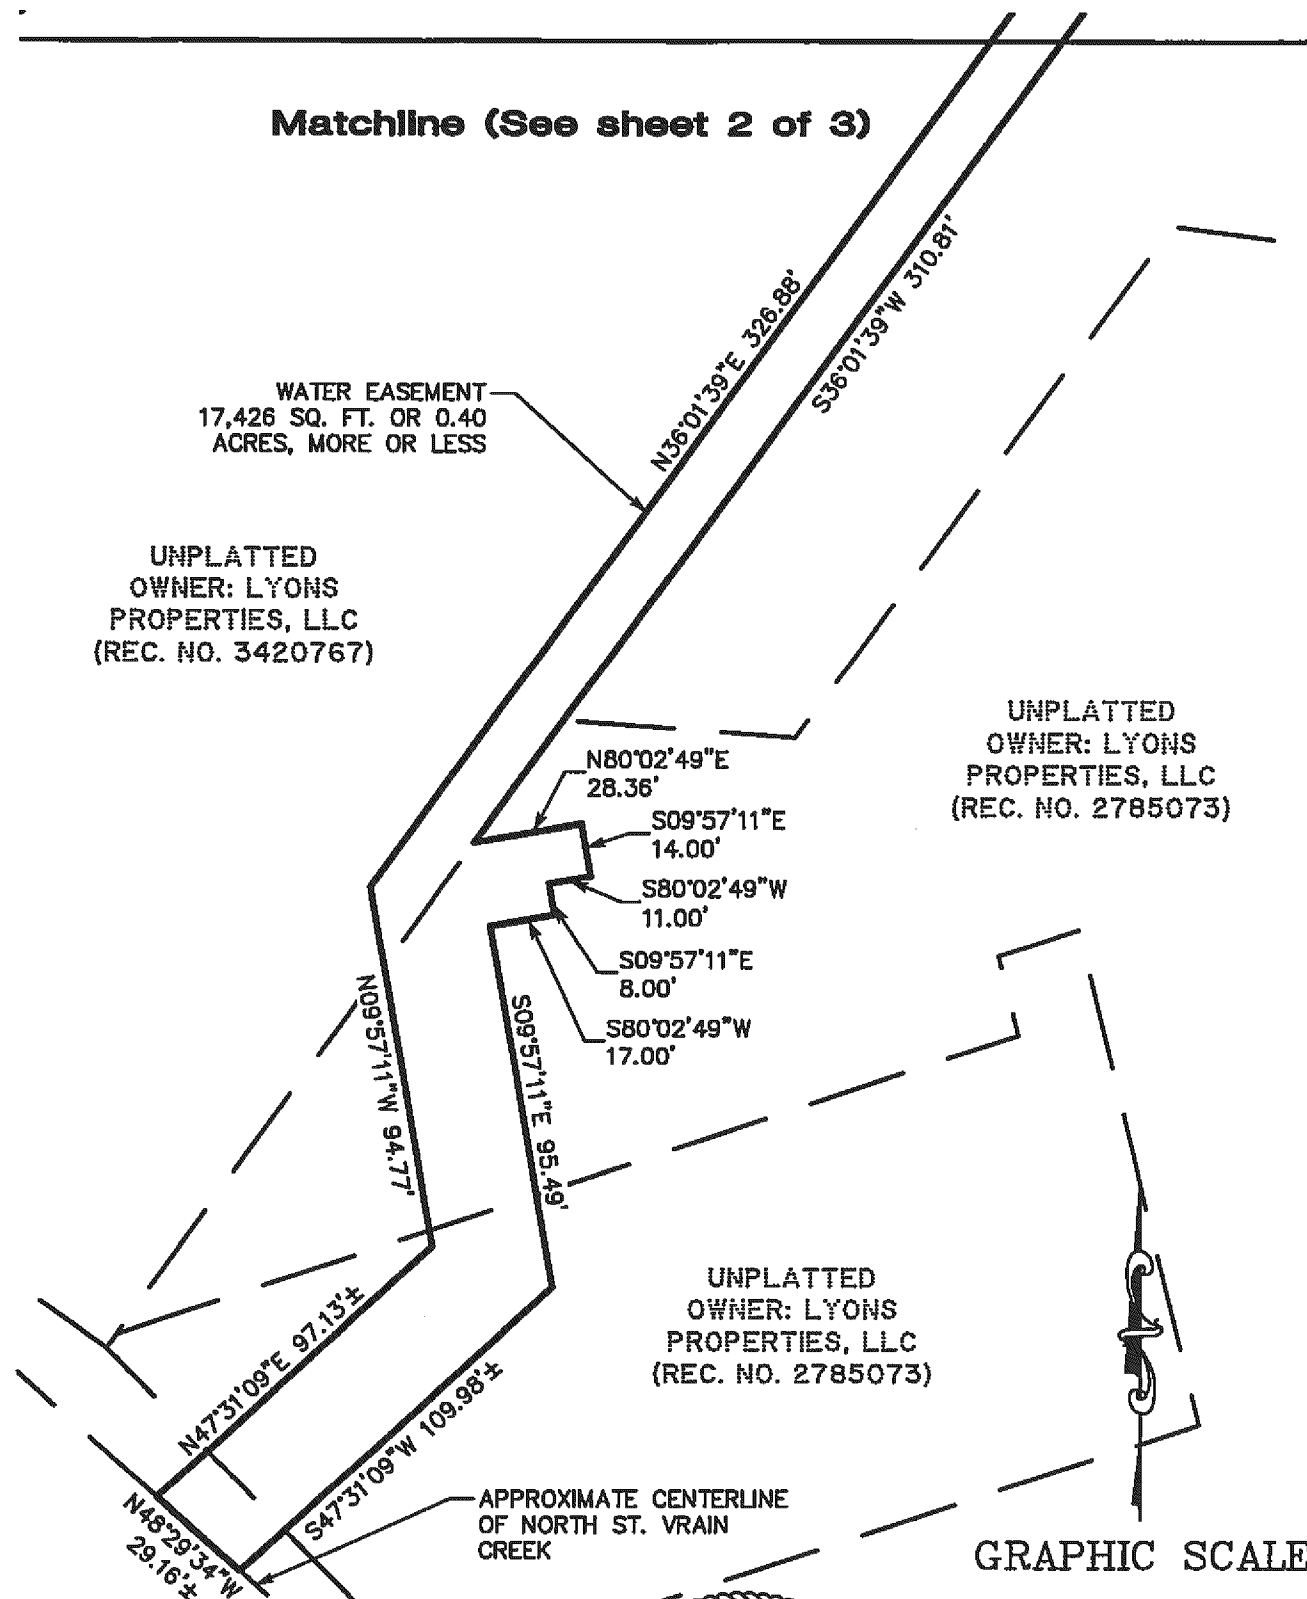 Matchline (See sheet 2 of 3)
N36°01'39"E 326.88'
S36°01'39"W 310.81'
WATER EASEMENT
17,426 SQ. FT. OR 0.40
ACRES, MORE OR LESS
UNPLATTED
OWNER: LYONS
PROPERTIES, LLC
(REC. NO. 3420767)
UNPLATTED
OWNER: LYONS
PROPERTIES, LLC
(REC. NO. 2785073)
N80°02'49"E
28.36'
S09°57'11"E
14.00'
S80°02'49"W
11.00'
S09°57'11"E
8.00'
S80°02'49"W
17.00'
N09°57'11"W 94.77'
S09°57'11"E 95.49'
UNPLATTED
OWNER: LYONS
PROPERTIES, LLC
(REC. NO. 2785073)
N47°31'09"E 97.13'±
S47°31'09"W 109.98'±
N48°29'34"W
29.16'±
APPROXIMATE CENTERLINE
OF NORTH ST. VRAIN
CREEK
GRAPHIC SCALE